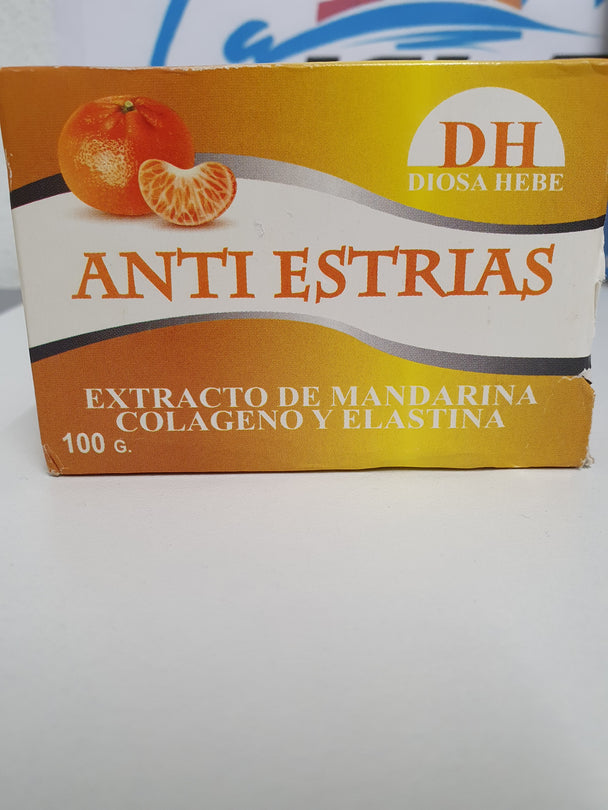 DH
DIOSA HEBE
ANTI ESTRIAS
EXTRACTO DE MANDARINA
COLAGENO Y ELASTINA
100 G.